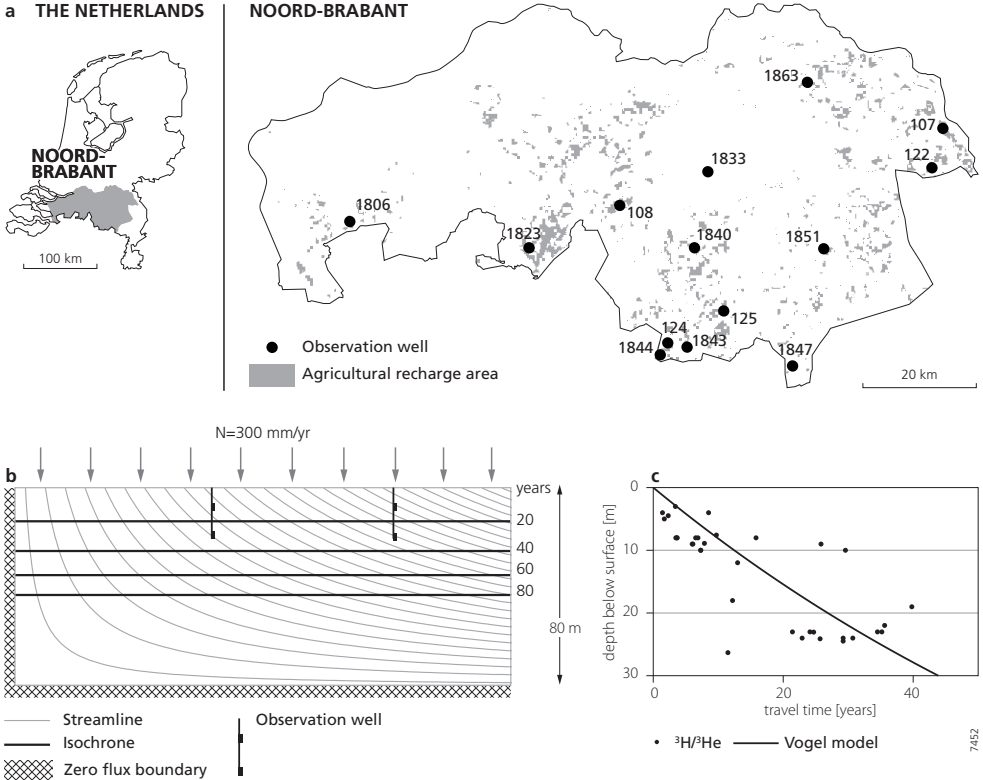 a THE NETHERLANDS
NOORD-BRABANT
NOORD-
BRABANT
100 km
1863
107
122
1833
1806
108
1823
1840
1851
125
124
1843
1844
1847
Observation well
Agricultural recharge area
20 km
b
N=300 mm/yr
years
20
40
60
80
80 m
Streamline
Isochrone
Zero flux boundary
Observation well
c
0
10
20
30
depth below surface [m]
0
20
40
travel time [years]
³H/³He
Vogel model
7452